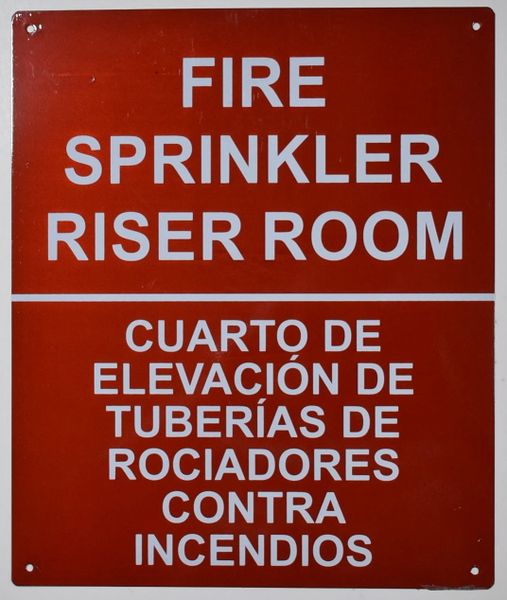 FIRE
SPRINKLER
RISER ROOM
CUARTO DE
ELEVACIÓN DE
TUBERÍAS DE
ROCIADORES
CONTRA
INCENDIOS